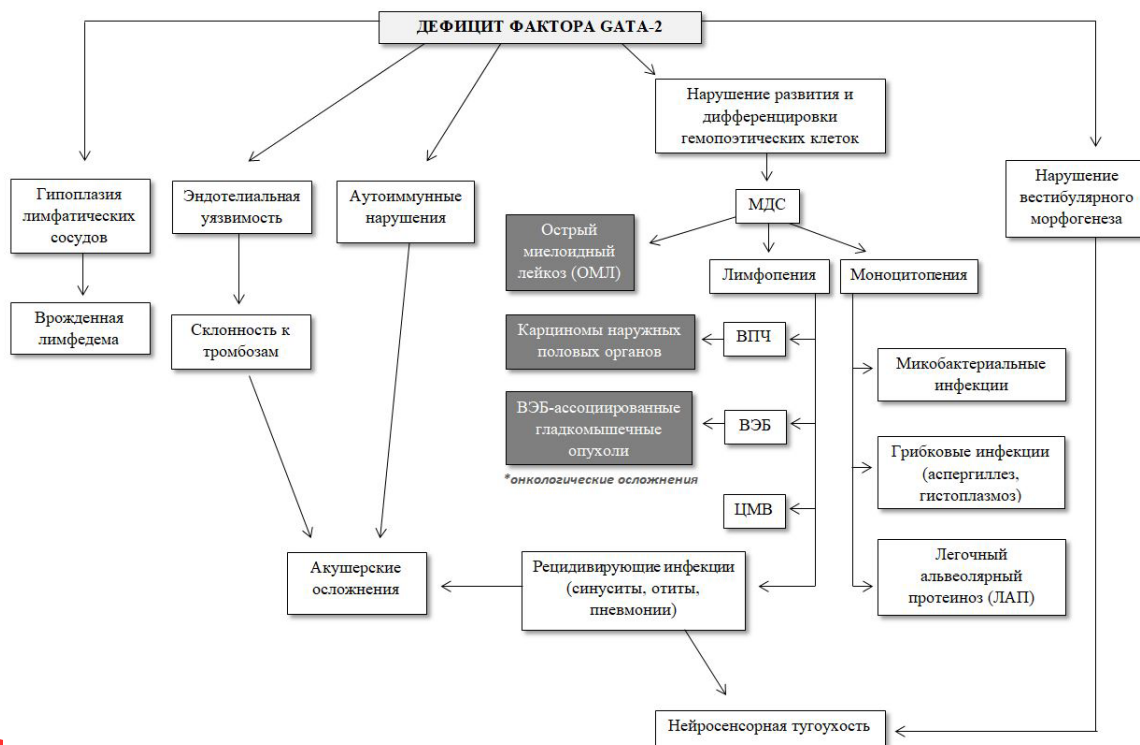 ДЕФИЦИТ ФАКТОРА GATA-2
Нарушение развития и
дифференцировки
гемопоэтических клеток
Гипоплазия
лимфатических
сосудов
Эндотелиальная
уязвимость
Аутоиммунные
нарушения
МДС
Нарушение
вестибулярного
морфогенеза
Острый
миелоидный
лейкоз (ОМЛ)
Лимфопения
Моноцитопения
Врожденная
лимфедема
Склонность к
тромбозам
Карциномы наружных
половых органов
ВПЧ
Микобактериальные
инфекции
ВЭБ-ассоциированные
гладкомышечные
опухоли
ВЭБ
*онкологические осложнения
Грибковые инфекции
(аспергиллез,
гистоплазмоз)
ЦМВ
Акушерские
осложнения
Рецидивирующие инфекции
(синуситы, отиты,
пневмонии)
Легочный
альвеолярный
протеиноз (ЛАП)
Нейросенсорная тугоухость